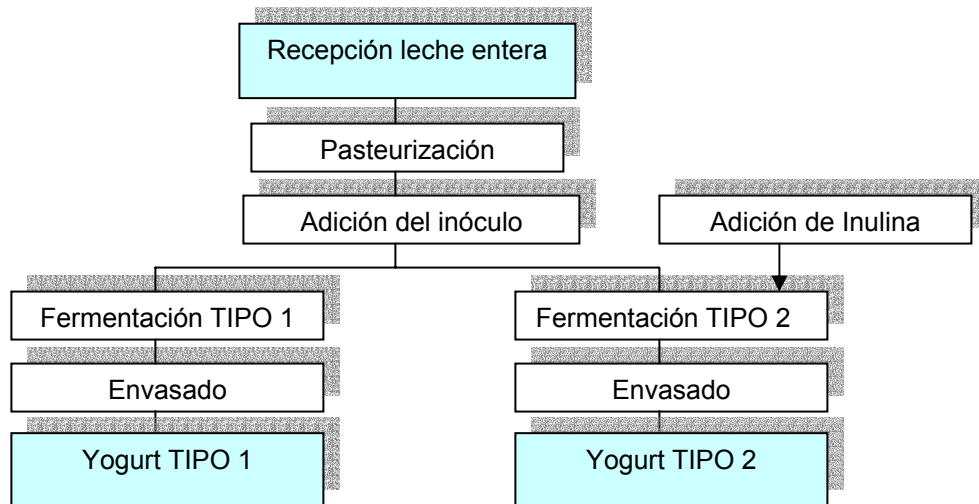 Recepción leche entera
Pasteurización
Adición del inóculo
Adición de Inulina
Fermentación TIPO 1
Fermentación TIPO 2
Envasado
Envasado
Yogurt TIPO 1
Yogurt TIPO 2